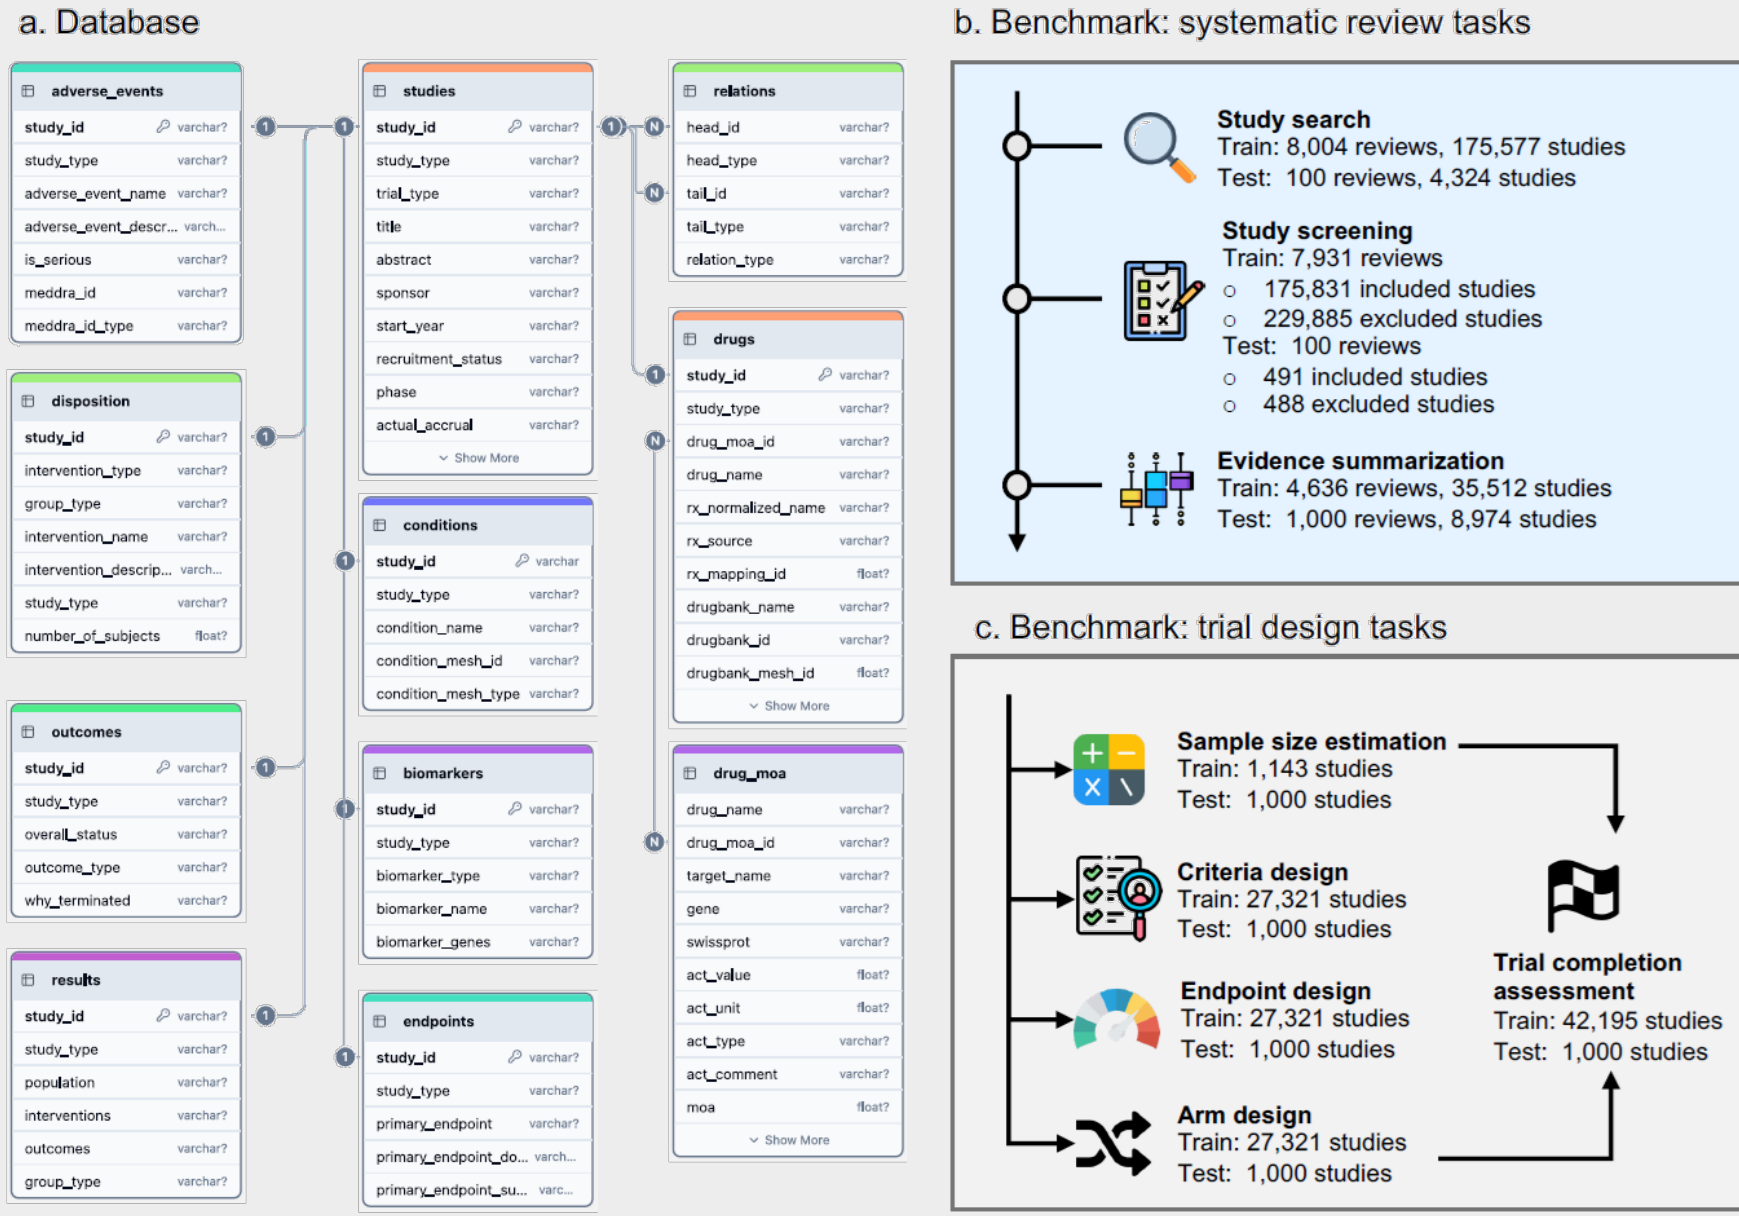 a. Database
adverse_events
study_id varchar?
study_type varchar?
adverse_event_name varchar?
adverse_event_descr... varch...
is_serious varchar?
meddra_id varchar?
meddra_id_type varchar?
disposition
study_id varchar?
intervention_type varchar?
group_type varchar?
intervention_name varchar?
intervention_descrip... varch...
study_type varchar?
number_of_subjects float?
outcomes
study_id varchar?
study_type varchar?
overall_status varchar?
outcome_type varchar?
why_terminated varchar?
results
study_id varchar?
study_type varchar?
population varchar?
interventions varchar?
outcomes varchar?
group_type varchar?
1
1
1
1
1
1
1
1
studies
study_id varchar?
study_type varchar?
trial_type varchar?
title varchar?
abstract varchar?
sponsor varchar?
start_year varchar?
recruitment_status varchar?
phase varchar?
actual_accrual varchar?
Show More
conditions
study_id varchar
study_type varchar?
condition_name varchar?
condition_mesh_id varchar?
condition_mesh_type varchar?
biomarkers
study_id varchar?
study_type varchar?
biomarker_type varchar?
biomarker_name varchar?
biomarker_genes varchar?
endpoints
study_id varchar?
study_type varchar?
primary_endpoint varchar?
primary_endpoint_do... varch...
primary_endpoint_su... varc...
1
N
N
1
N
N
relations
head_id varchar?
head_type varchar?
tail_id varchar?
tail_type varchar?
relation_type varchar?
drugs
study_id varchar?
study_type varchar?
drug_moa_id varchar?
drug_name varchar?
rx_normalized_name varchar?
rx_source varchar?
rx_mapping_id float?
drugbank_name varchar?
drugbank_id varchar?
drugbank_mesh_id float?
Show More
drug_moa
drug_name varchar?
drug_moa_id varchar?
target_name varchar?
gene varchar?
swissprot varchar?
act_value float?
act_unit float?
act_type varchar?
act_comment varchar?
moa float?
Show More
b. Benchmark: systematic review tasks
Study search
Train: 8,004 reviews, 175,577 studies
Test: 100 reviews, 4,324 studies
Study screening
Train: 7,931 reviews
175,831 included studies
229,885 excluded studies
Test: 100 reviews
491 included studies
488 excluded studies
Evidence summarization
Train: 4,636 reviews, 35,512 studies
Test: 1,000 reviews, 8,974 studies
c. Benchmark: trial design tasks
Sample size estimation
Train: 1,143 studies
Test: 1,000 studies
Criteria design
Train: 27,321 studies
Test: 1,000 studies
Endpoint design
Train: 27,321 studies
Test: 1,000 studies
Arm design
Train: 27,321 studies
Test: 1,000 studies
Trial completion
assessment
Train: 42,195 studies
Test: 1,000 studies